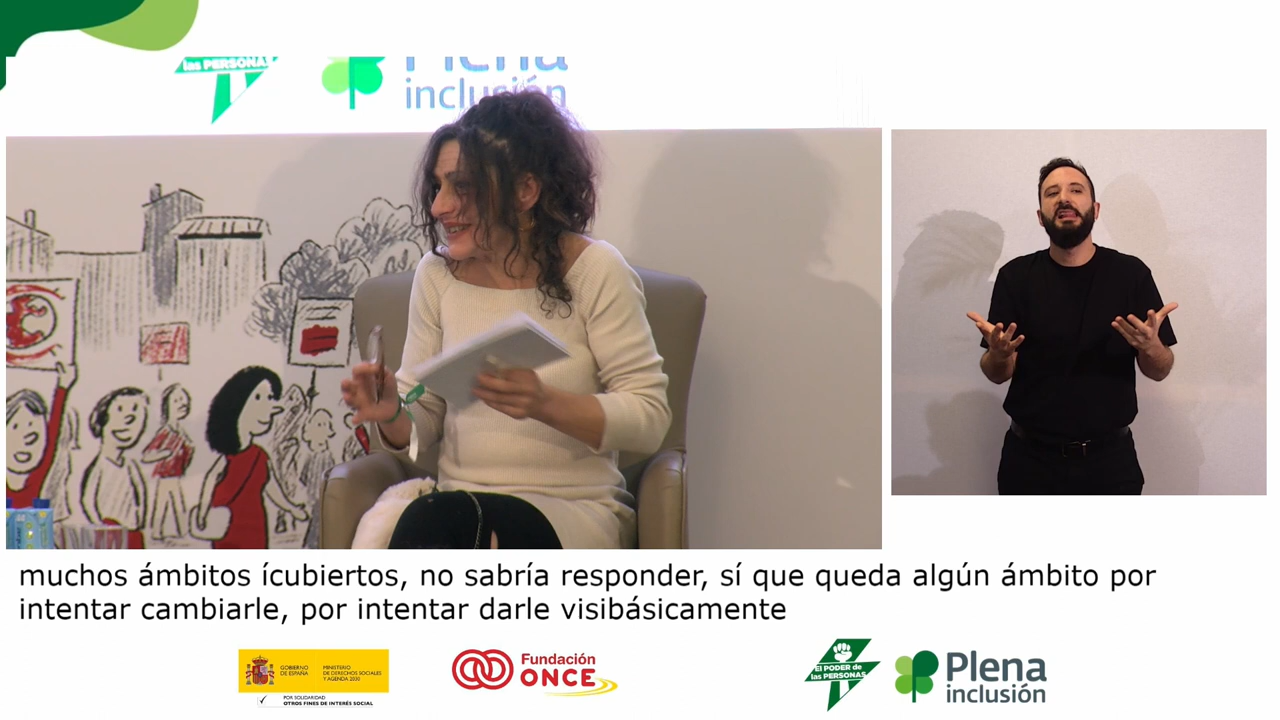 las PERSONAS
Plena
inclusión
muchos ámbitos ícubiertos, no sabría responder, sí que queda algún ámbito por
intentar cambiarle, por intentar darle visibásicamente
GOBIERNO
DE ESPAÑA
MINISTERIO
DE DERECHOS SOCIALES
Y AGENDA 2030
POR SOLIDARIDAD
OTROS FINES DE INTERÉS SOCIAL
Fundación
ONCE
El PODER de
las PERSONAS
Plena
inclusión